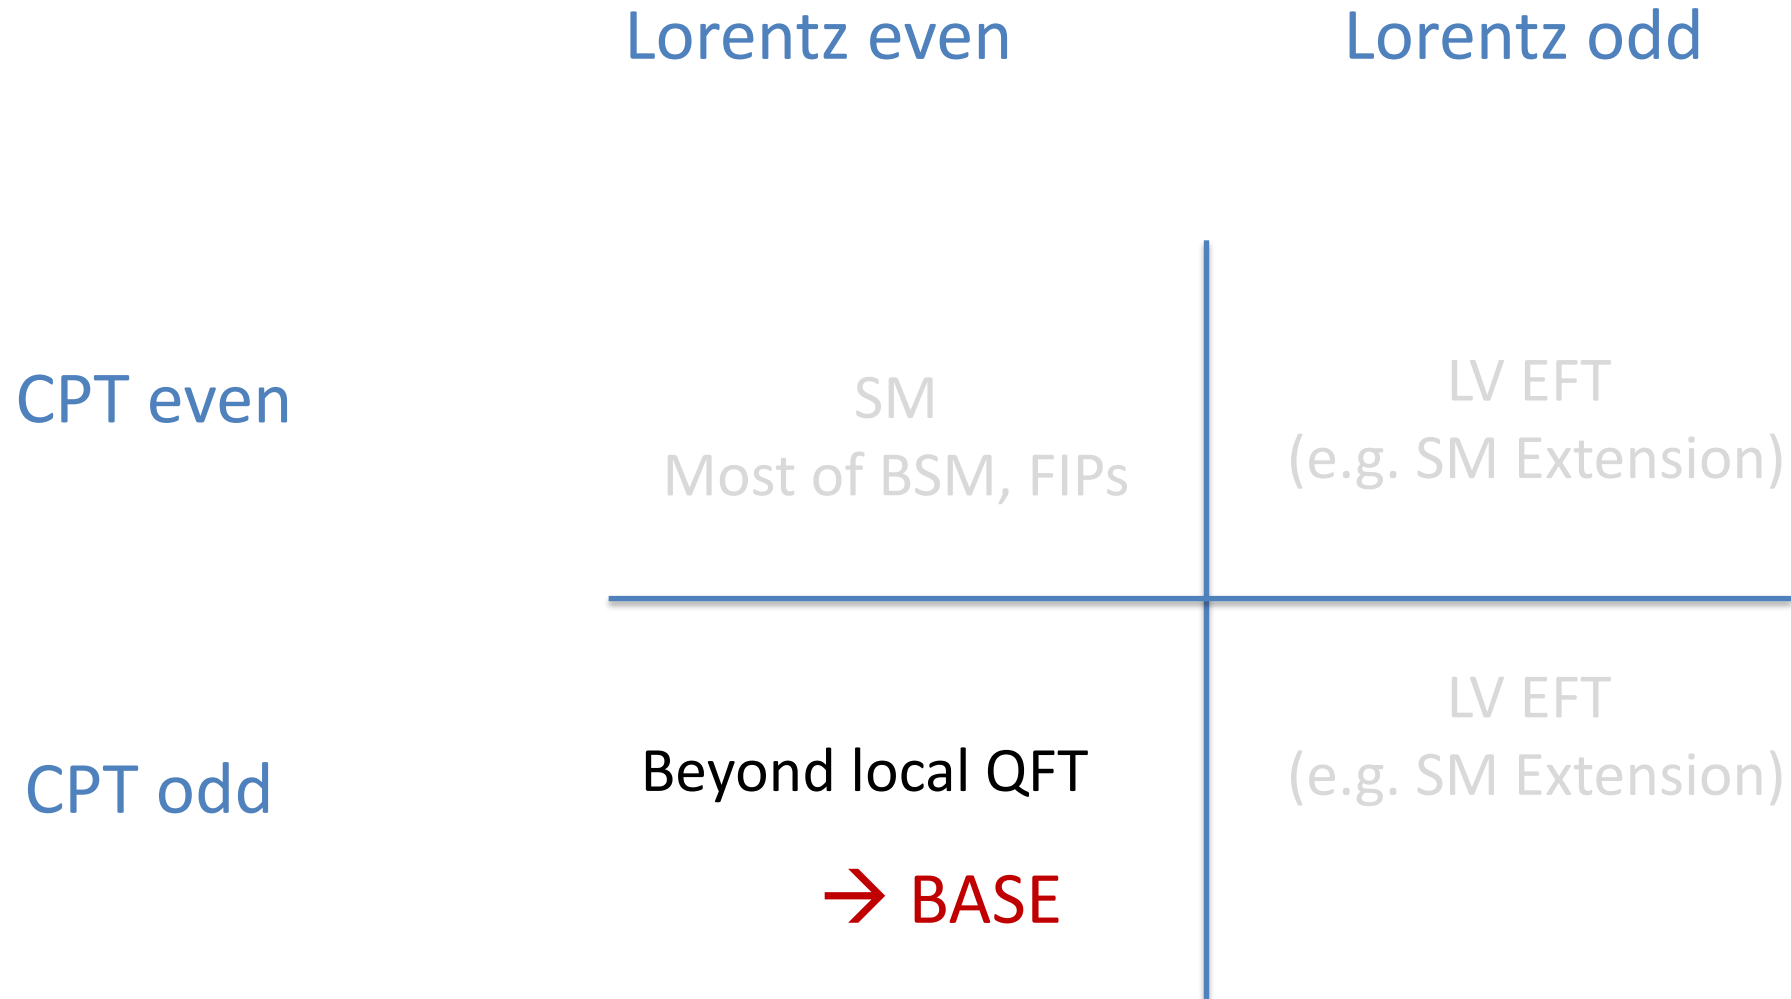 Lorentz even
Lorentz odd
CPT even
SM
Most of BSM, FIPs
LV EFT
(e.g. SM Extension)
CPT odd
Beyond local QFT
→ BASE
LV EFT
(e.g. SM Extension)